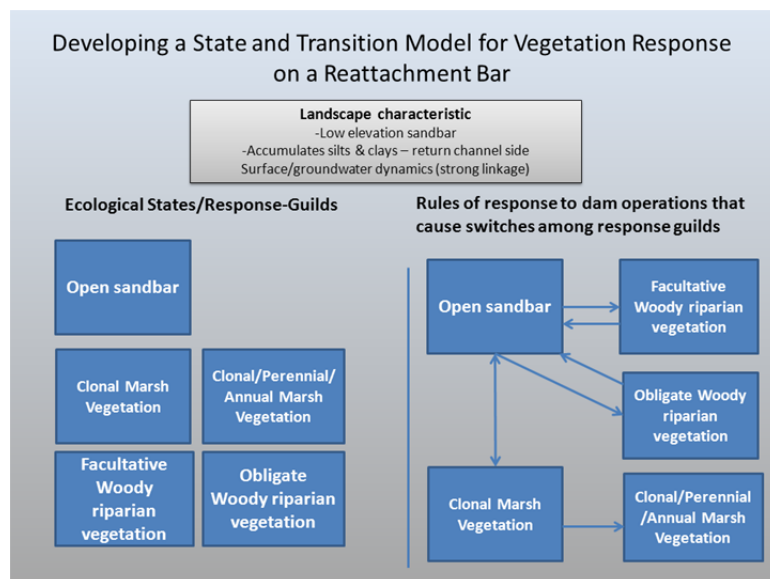 Developing a State and Transition Model for Vegetation Response
on a Reattachment Bar
Landscape characteristic
-Low elevation sandbar
-Accumulates silts & clays – return channel side
Surface/groundwater dynamics (strong linkage)
Ecological States/Response-Guilds
Open sandbar
Clonal Marsh
Vegetation
Clonal/Perennial/
Annual Marsh
Vegetation
Facultative
Woody
riparian
vegetation
Obligate
Woody riparian
vegetation
Rules of response to dam operations that
cause switches among response guilds
Open sandbar
Facultative
Woody riparian
vegetation
Obligate Woody
riparian
vegetation
Clonal Marsh
Vegetation
Clonal/Perennial
/Annual Marsh
Vegetation